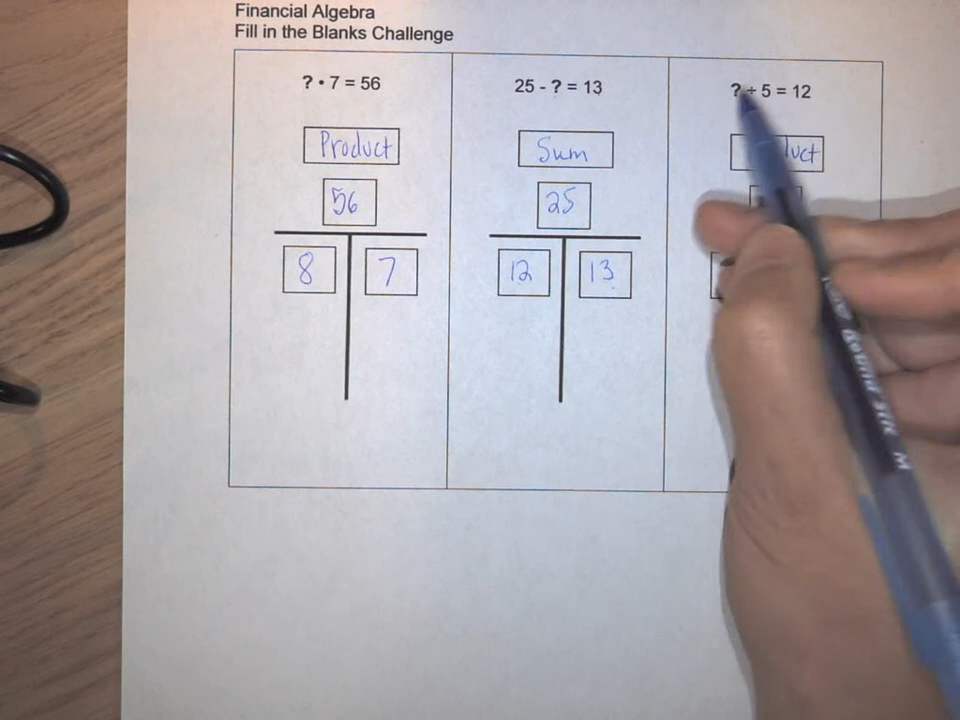 Financial Algebra
Fill in the Blanks Challenge
? • 7 = 56
25 - ? = 13
? ÷ 5 = 12
Product
Sum
56
25
8
7
12
13